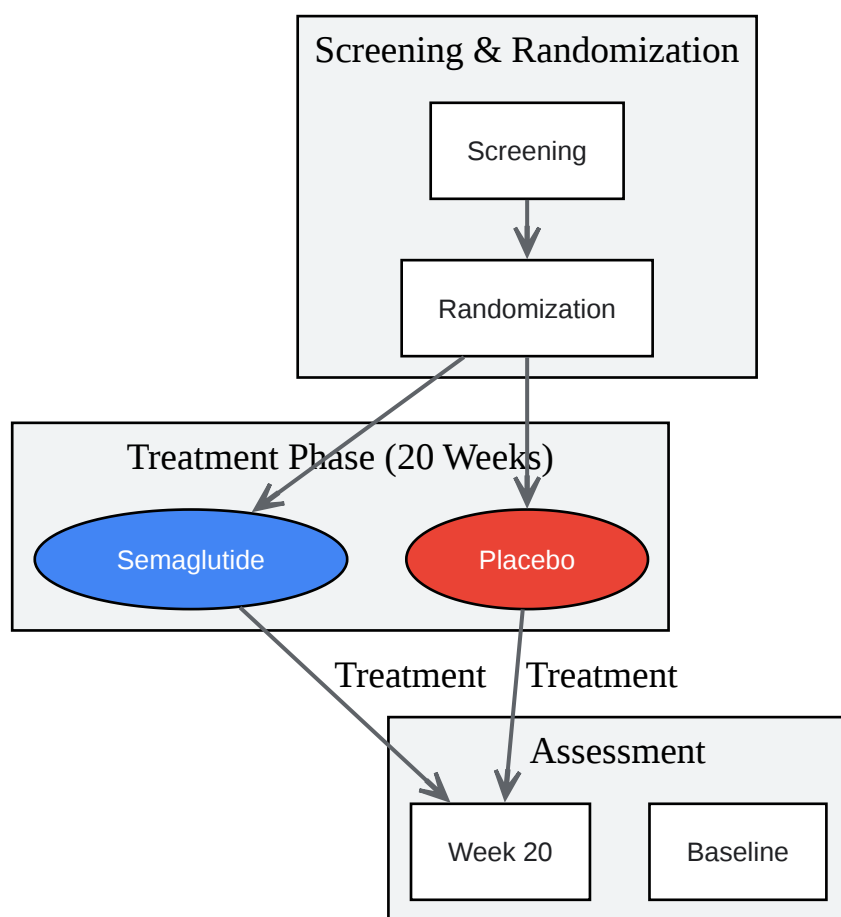 Screening & Randomization
Screening
Randomization
Treatment Phase (20 Weeks)
Semaglutide
Placebo
Treatment
Treatment
Assessment
Week 20
Baseline